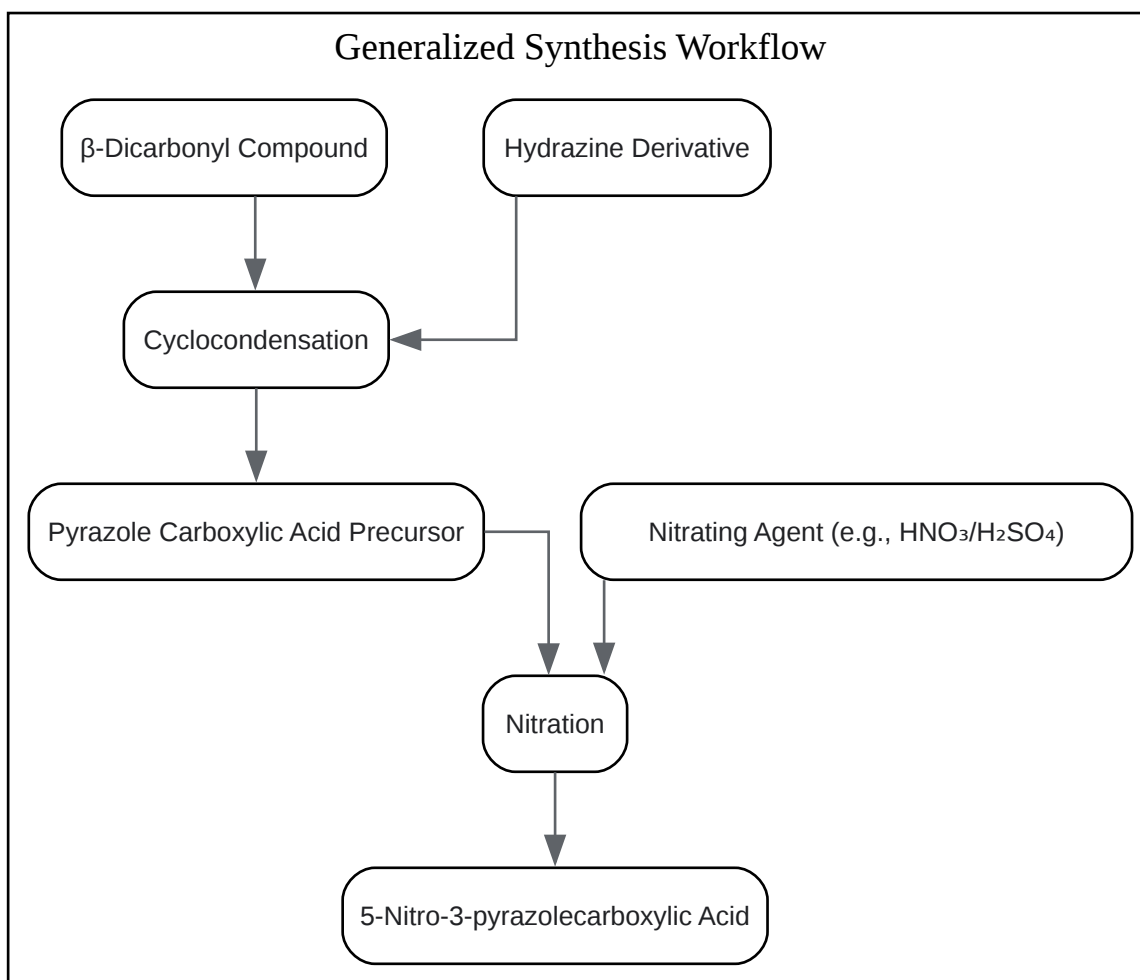 Generalized Synthesis Workflow
β-Dicarbonyl Compound
Hydrazine Derivative
Cyclocondensation
Pyrazole Carboxylic Acid Precursor
Nitrating Agent (e.g., HNO₃/H₂SO₄)
Nitration
5-Nitro-3-pyrazolecarboxylic Acid